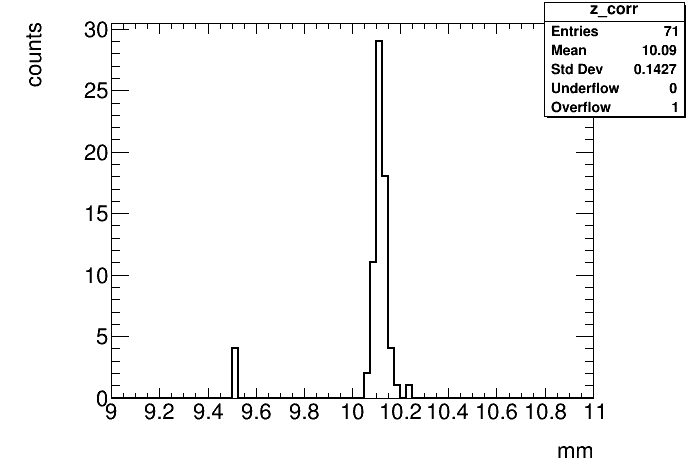 z_corr
Entries 71
Mean 10.09
Std Dev 0.1427
Underflow 0
Overflow 1
counts
30
25
20
15
10
5
0
9 9.2 9.4 9.6 9.8 10 10.2 10.4 10.6 10.8 11
mm